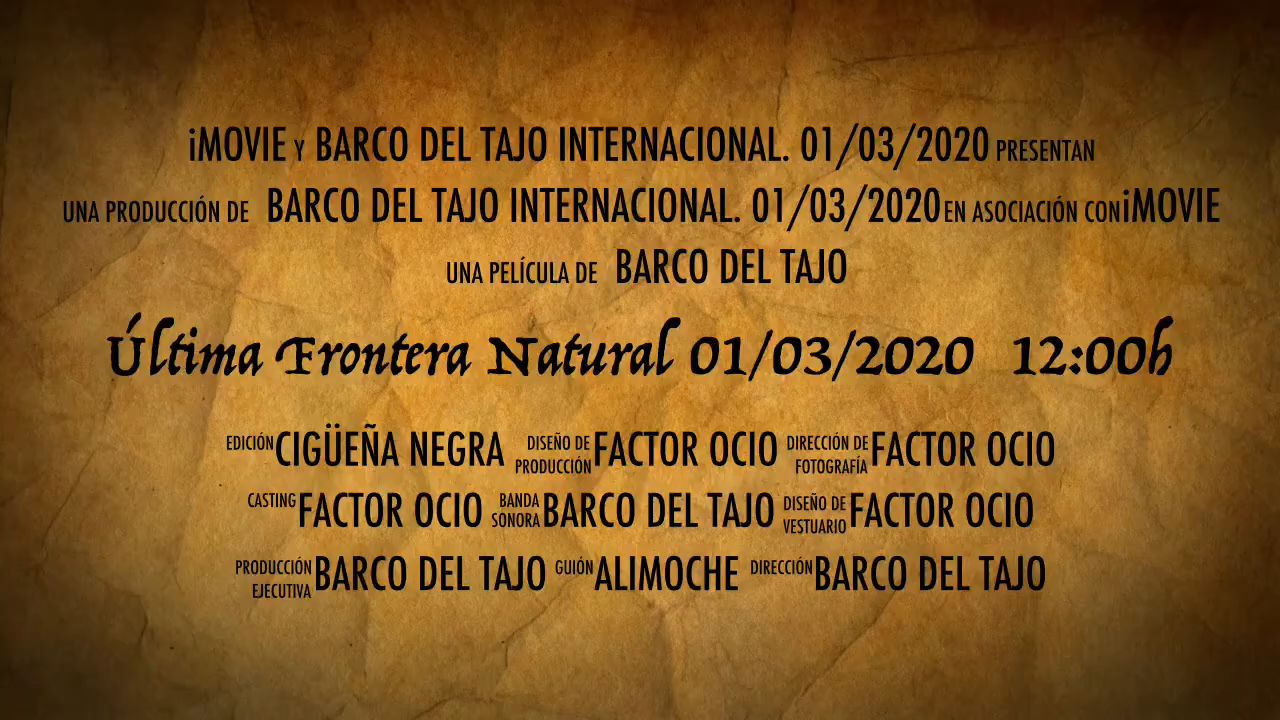 iMOVIE Y BARCO DEL TAJO INTERNACIONAL. 01/03/2020 PRESENTAN
UNA PRODUCCIÓN DE BARCO DEL TAJO INTERNACIONAL. 01/03/2020 EN ASOCIACIÓN CON iMOVIE
UNA PELÍCULA DE BARCO DEL TAJO
Última Frontera Natural 01/03/2020 12:00h
EDICIÓN CIGÜEÑA NEGRA DISEÑO DE PRODUCCIÓN FACTOR OCIO DIRECCIÓN DE FOTOGRAFÍA FACTOR OCIO
CASTING FACTOR OCIO BANDA SONORA BARCO DEL TAJO DISEÑO DE VESTUARIO FACTOR OCIO
PRODUCCIÓN EJECUTIVA BARCO DEL TAJO GUIÓN ALIMOCHE DIRECCIÓN BARCO DEL TAJO